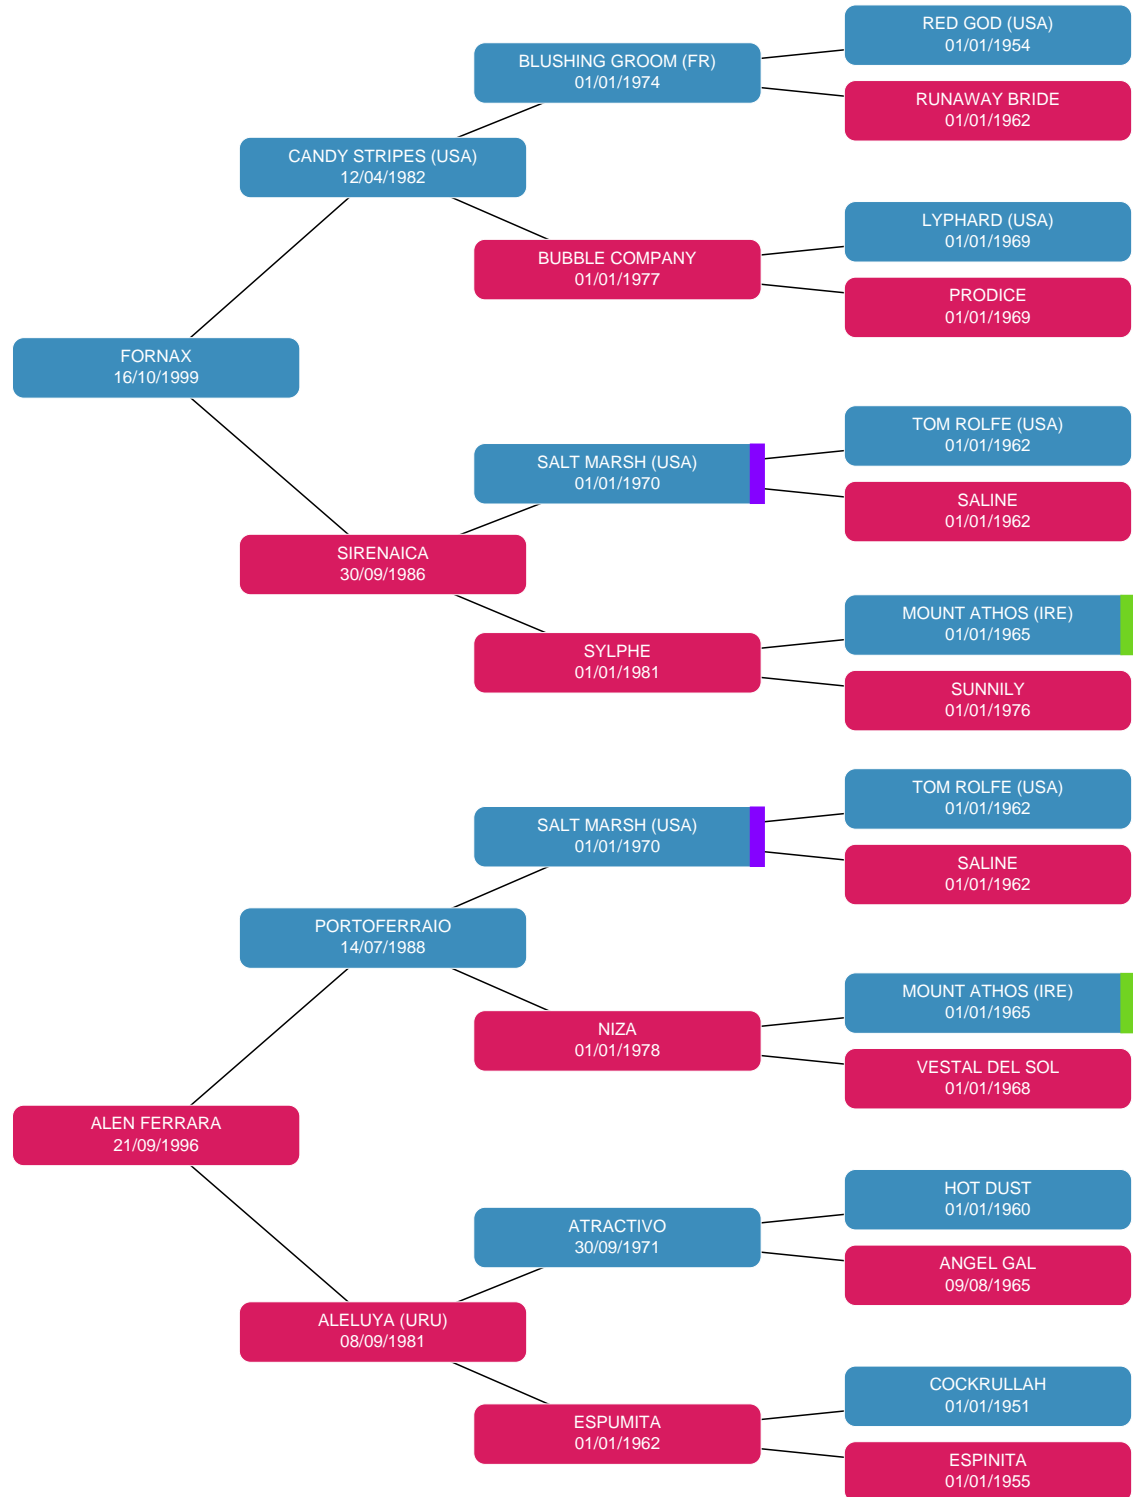 RED GOD (USA)
01/01/1954
BLUSHING GROOM (FR)
01/01/1974
RUNAWAY BRIDE
01/01/1962
CANDY STRIPES (USA)
12/04/1982
LYPHARD (USA)
01/01/1969
BUBBLE COMPANY
01/01/1977
PRODICE
01/01/1969
FORNAX
16/10/1999
TOM ROLFE (USA)
01/01/1962
SALT MARSH (USA)
01/01/1970
SALINE
01/01/1962
SIRENAICA
30/09/1986
MOUNT ATHOS (IRE)
01/01/1965
SYLPHE
01/01/1981
SUNNILY
01/01/1976
TOM ROLFE (USA)
01/01/1962
SALT MARSH (USA)
01/01/1970
SALINE
01/01/1962
PORTOFERRAIO
14/07/1988
MOUNT ATHOS (IRE)
01/01/1965
NIZA
01/01/1978
VESTAL DEL SOL
01/01/1968
ALEN FERRARA
21/09/1996
HOT DUST
01/01/1960
ATRACTIVO
30/09/1971
ANGEL GAL
09/08/1965
ALELUYA (URU)
08/09/1981
COCKRULLAH
01/01/1951
ESPUMITA
01/01/1962
ESPINITA
01/01/1955